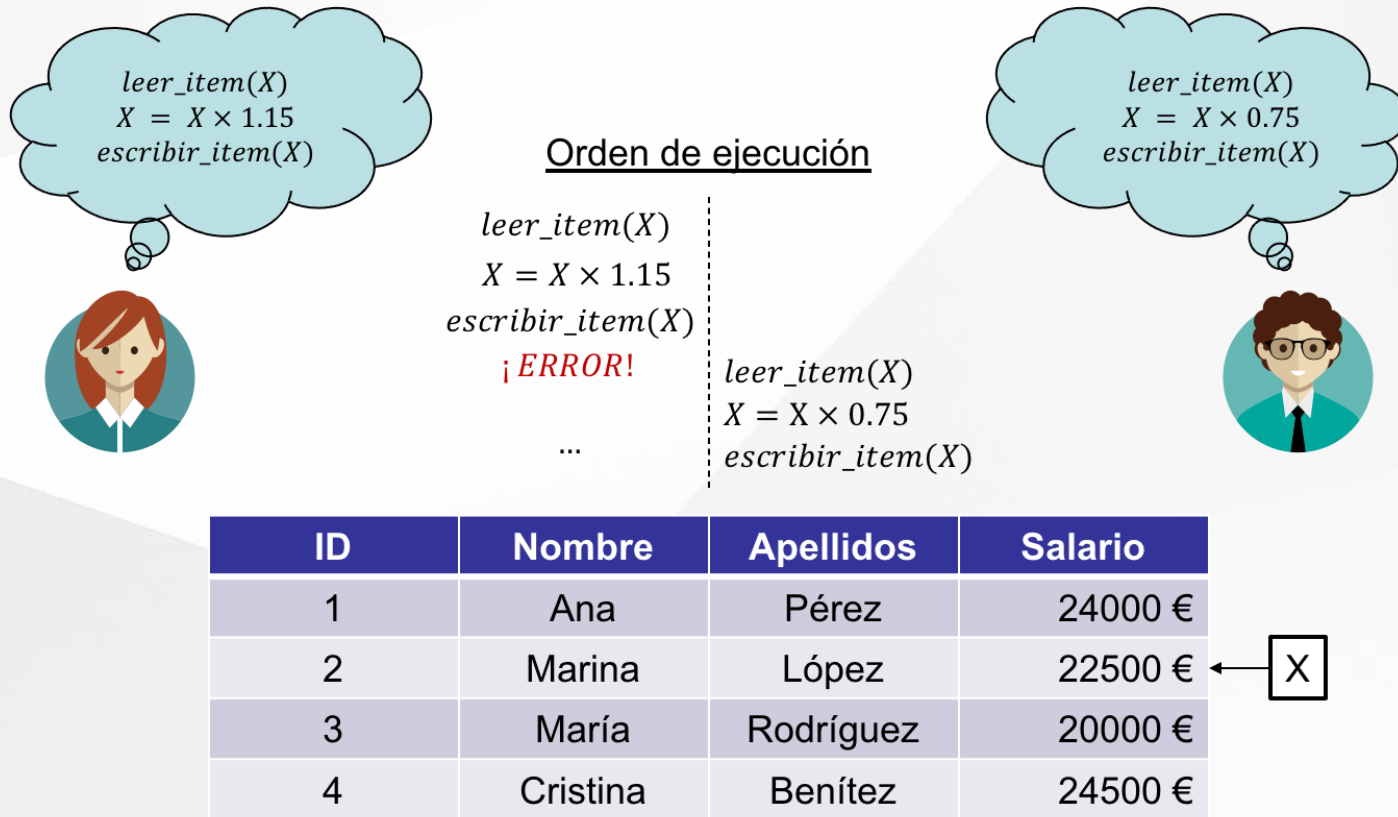 leer_item(X)
X = X × 1.15
escribir_item(X)
leer_item(X)
X = X × 0.75
escribir_item(X)
Orden de ejecución
leer_item(X)
X = X × 1.15
escribir_item(X)
¡ERROR!
...
leer_item(X)
X = X × 0.75
escribir_item(X)
ID Nombre Apellidos Salario
1 Ana Pérez 24000 €
2 Marina López 22500 €
X
3 María Rodríguez 20000 €
4 Cristina Benítez 24500 €